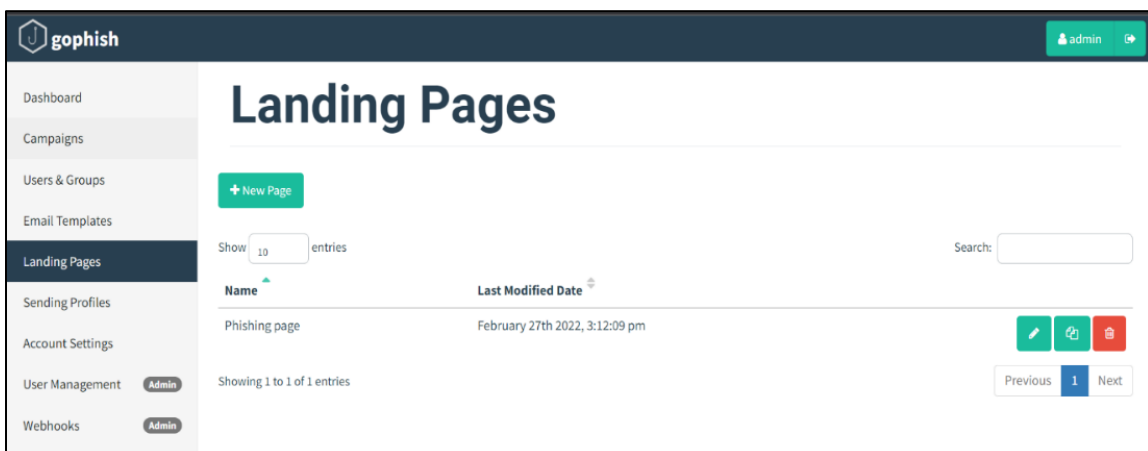 gophish
admin
Dashboard
Campaigns
Users & Groups
Email Templates
Landing Pages
Sending Profiles
Account Settings
User Management Admin
Webhooks Admin
Landing Pages
+ New Page
Show 10 entries
Search:
Name Last Modified Date
Phishing page February 27th 2022, 3:12:09 pm
Showing 1 to 1 of 1 entries
Previous 1 Next